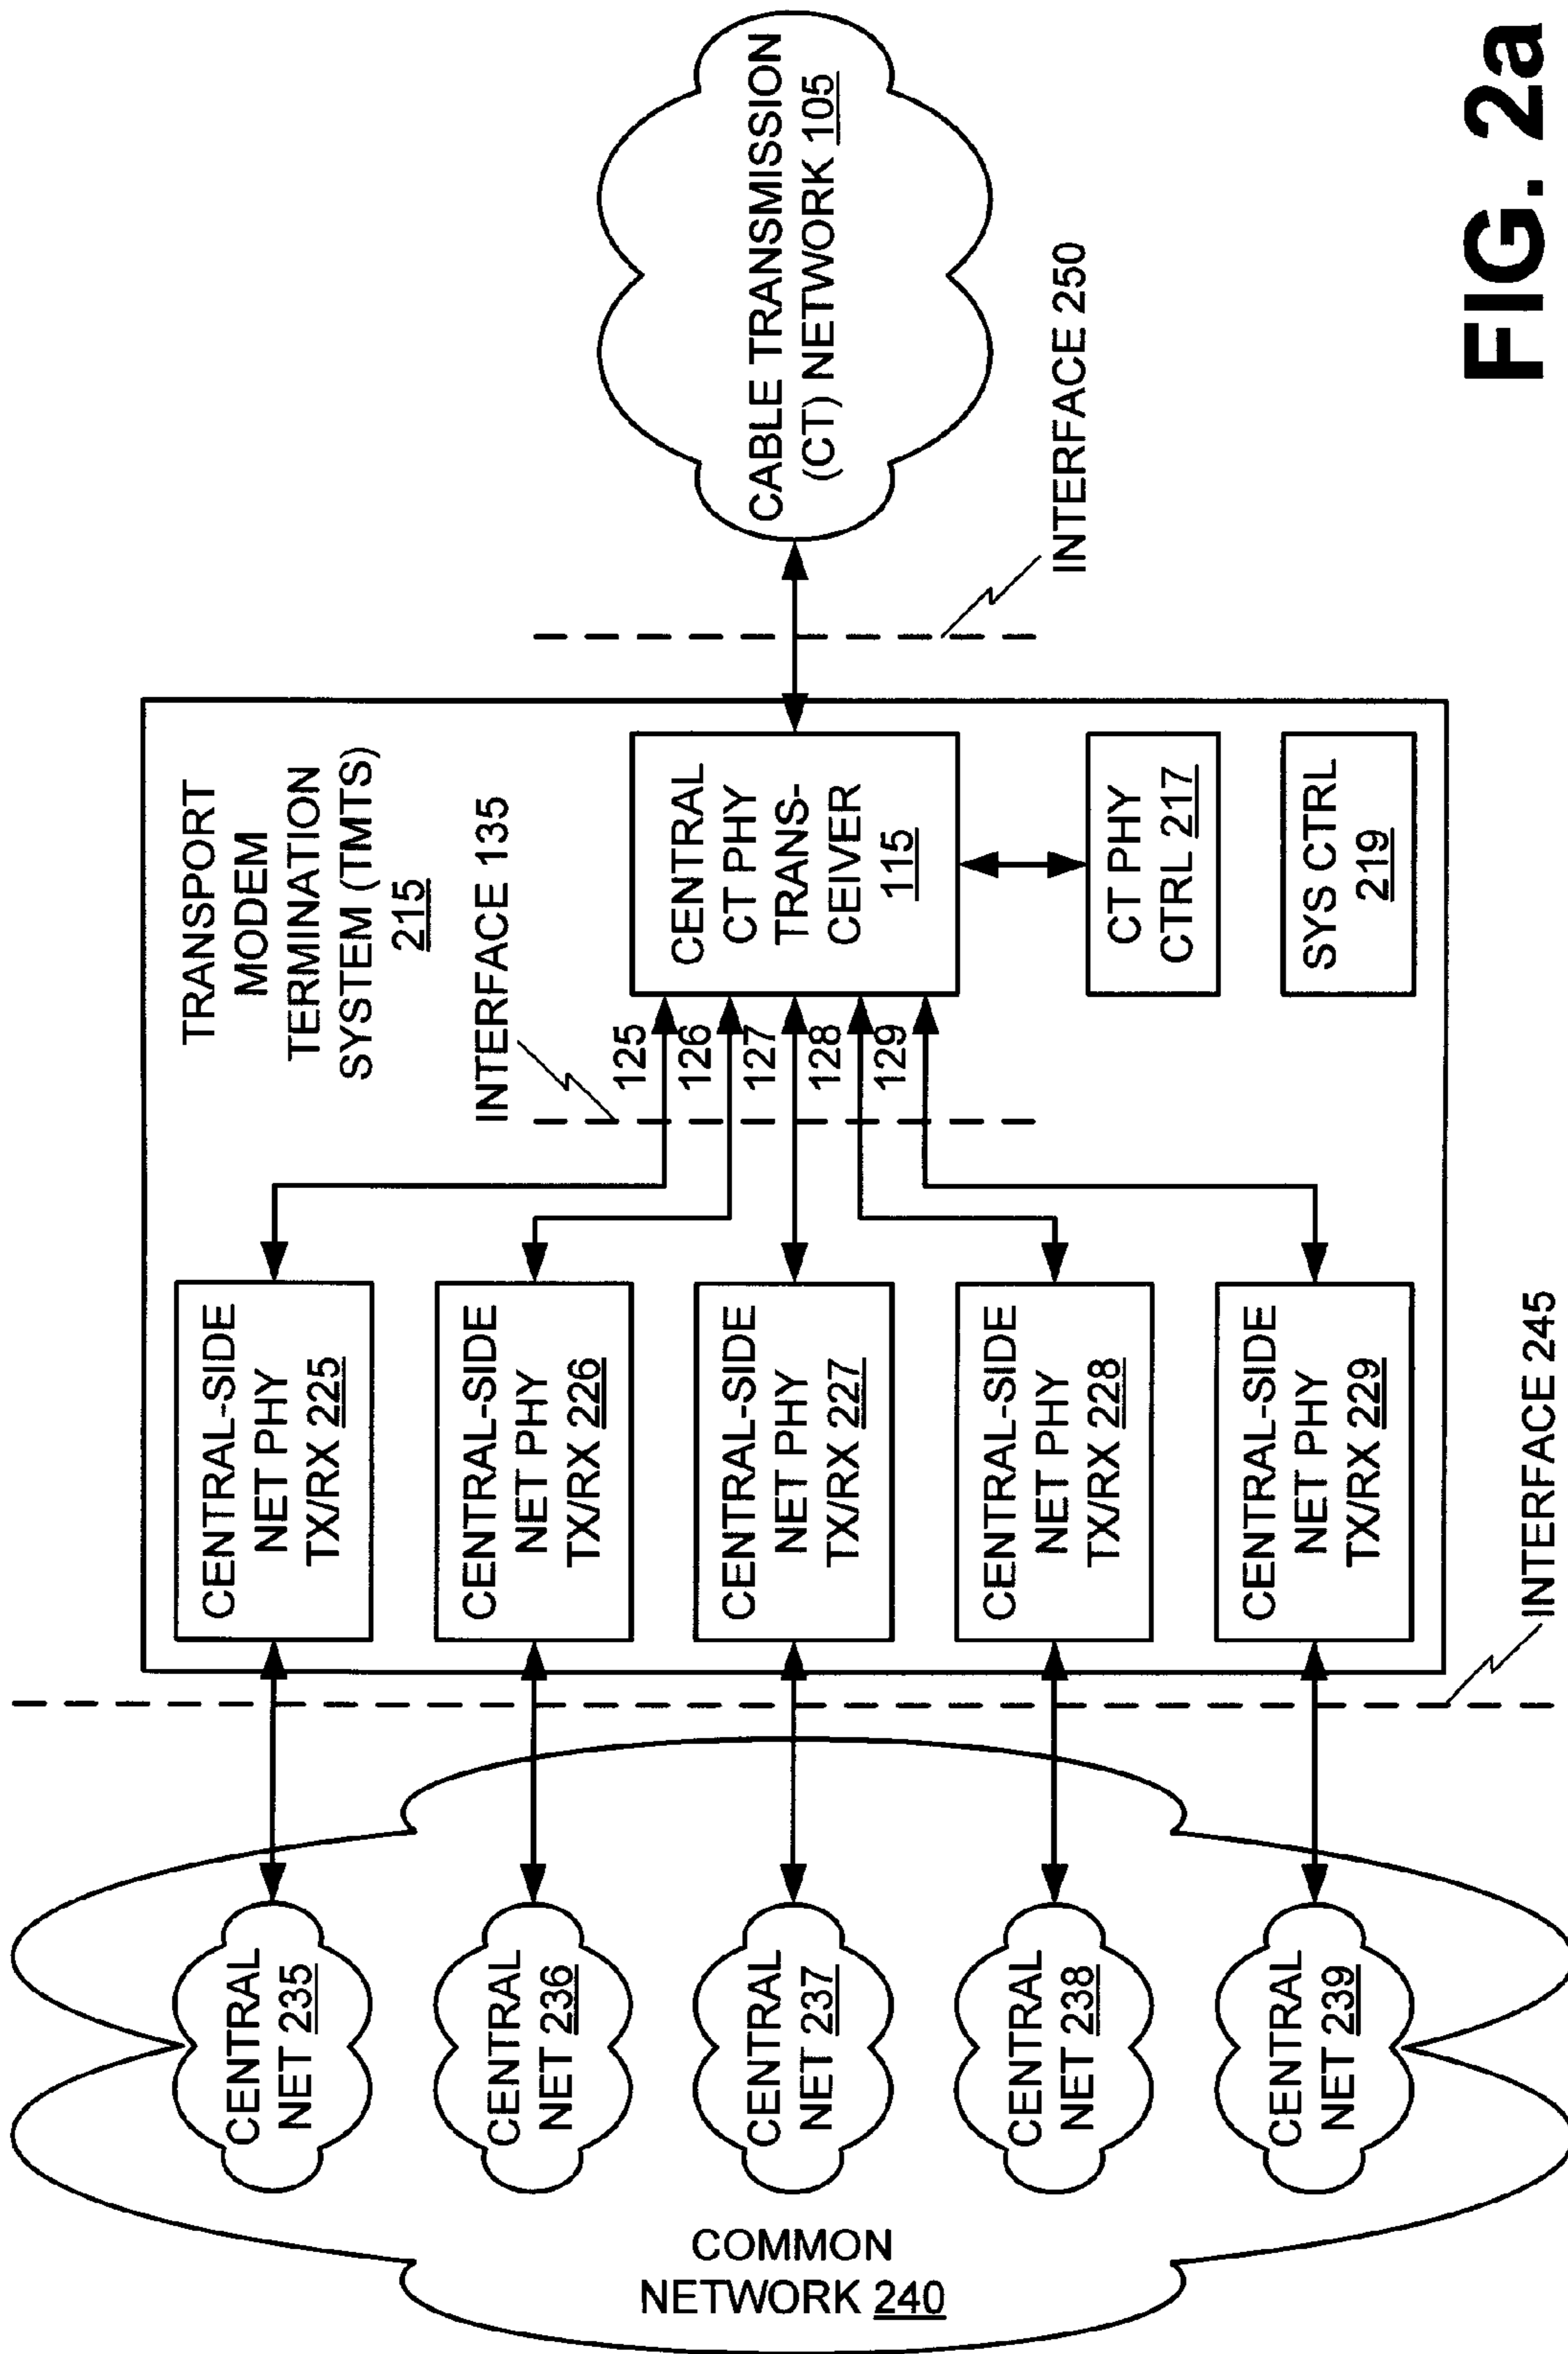 CENTRAL
NET 235
CENTRAL
NET 236
CENTRAL
NET 237
CENTRAL
NET 238
CENTRAL
NET 239
COMMON
NETWORK 240
CENTRAL-SIDE
NET PHY
TX/RX 225
CENTRAL-SIDE
NET PHY
TX/RX 226
CENTRAL-SIDE
NET PHY
TX/RX 227
CENTRAL-SIDE
NET PHY
TX/RX 228
CENTRAL-SIDE
NET PHY
TX/RX 229
INTERFACE 245
TRANSPORT
MODEM
TERMINATION
SYSTEM (TMTS)
215
INTERFACE 135
125
126
127
128
129
CENTRAL
CT PHY
TRANS-
CEIVER
115
CT PHY
CTRL 217
SYS CTRL
219
CABLE TRANSMISSION
(CT) NETWORK 105
INTERFACE 250
FIG. 2a